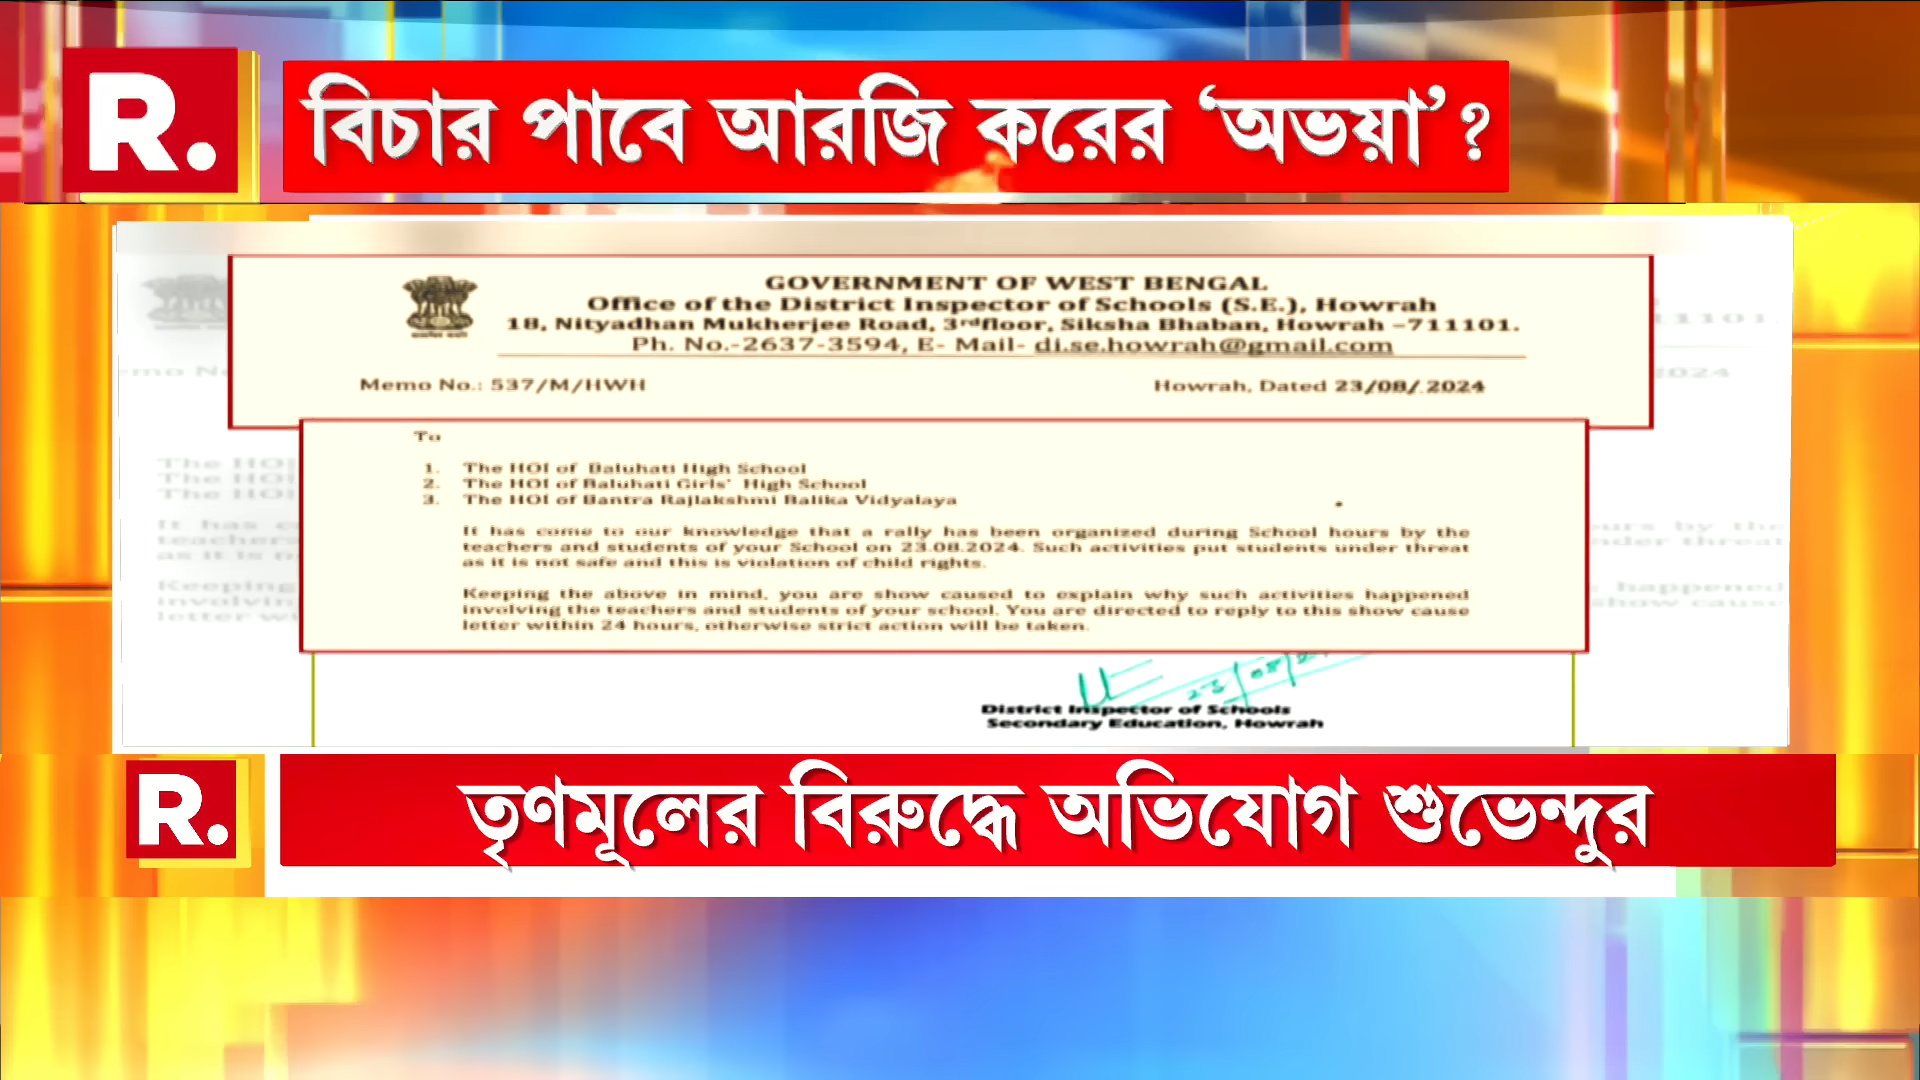 R.
বিচার পাবে আরজি করের ‘অভয়া’?
GOVERNMENT OF WEST BENGAL
Office of the District Inspector of Schools (S.E.), Howrah
18, Nityadhan Mukherjee Road, 3rdfloor, Siksha Bhaban, Howrah –711101.
Ph. No.-2637-3594, E- Mail- di.se.howrah@gmail.com
Memo No.: 537/M/HWH
Howrah, Dated 23/08/.2024
To
1. The HOI of Baluhati High School
2. The HOI of Baluhati Girls' High School
3. The HOI of Bantra Rajlakshmi Balika Vidyalaya
It has come to our knowledge that a rally has been organized during School hours by the
teachers and students of your School on 23.08.2024. Such activities put students under threat
as it is not safe and this is violation of child rights.
Keeping the above in mind, you are show caused to explain why such activities happened
involving the teachers and students of your school. You are directed to reply to this show cause
letter within 24 hours, otherwise strict action will be taken.
District Inspector of Schools
Secondary Education, Howrah
R.
তৃণমূলের বিরুদ্ধে অভিযোগ শুভেন্দুর